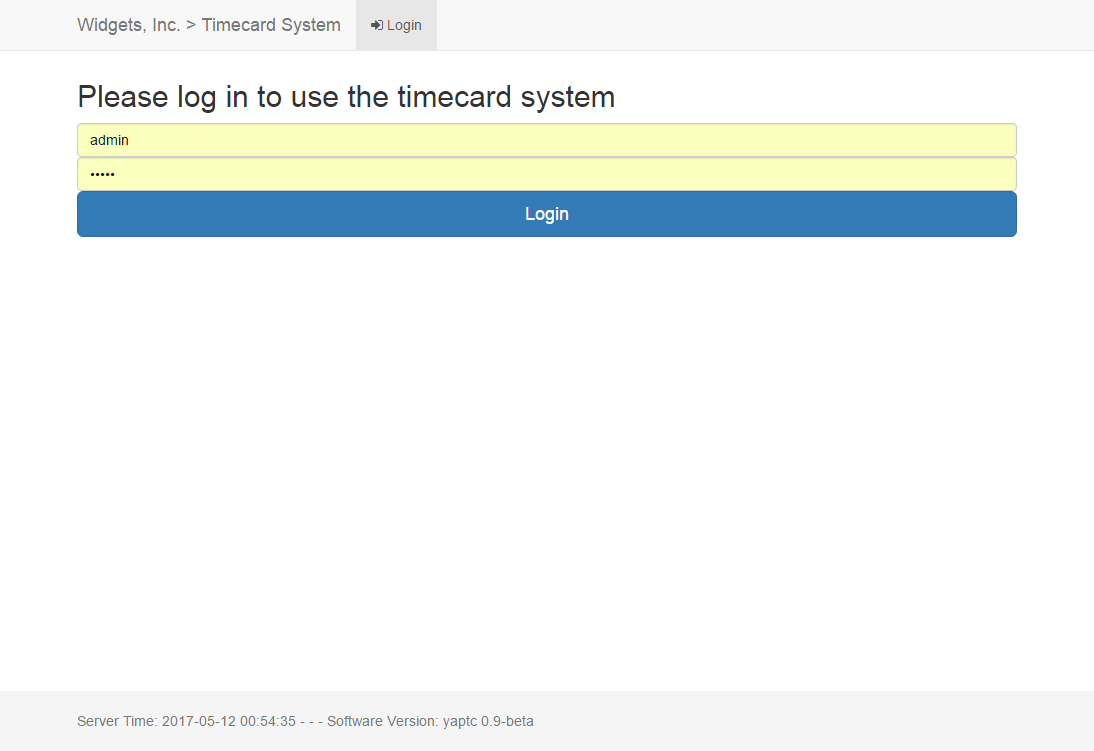 Widgets, Inc. > Timecard System Login
Please log in to use the timecard system
admin
•••••
Login
Server Time: 2017-05-12 00:54:35 - - - Software Version: yaptc 0.9-beta